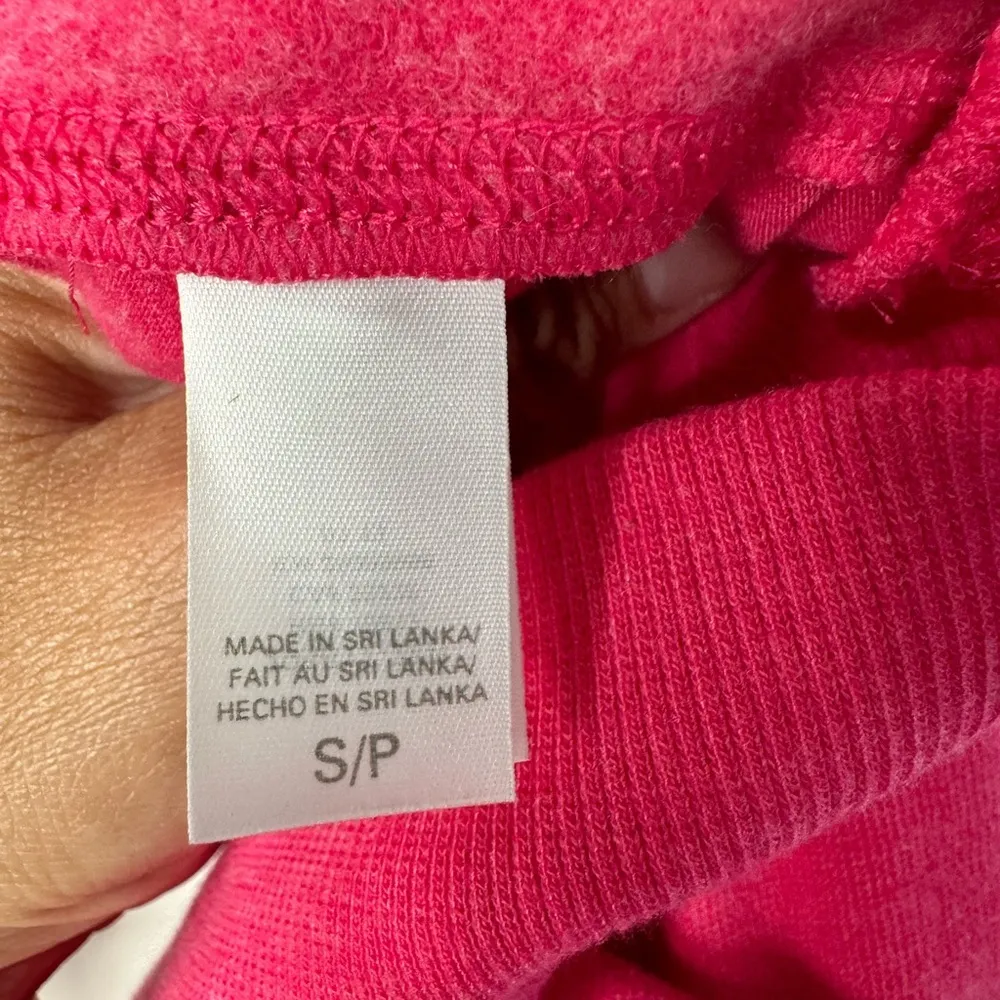 MADE IN SRI LANKA/
FAIT AU SRI LANKA/
HECHO EN SRI LANKA
S/P